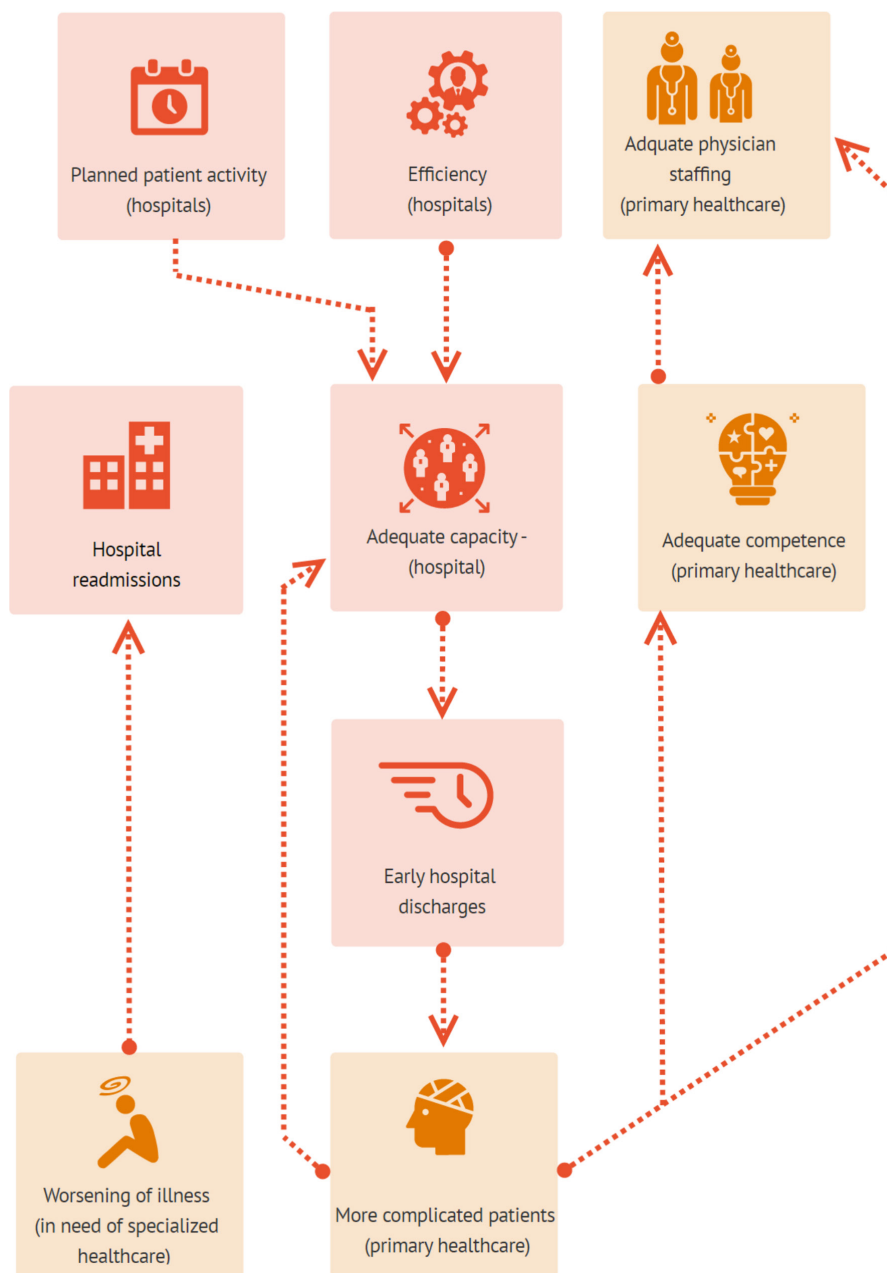 Planned patient activity
(hospitals)
Efficiency
(hospitals)
Adquate physician
staffing
(primary healthcare)
Hospital
readmissions
Adequate capacity -
(hospital)
Adequate competence
(primary healthcare)
Early hospital
discharges
Worsening of illness
(in need of specialized
healthcare)
More complicated patients
(primary healthcare)